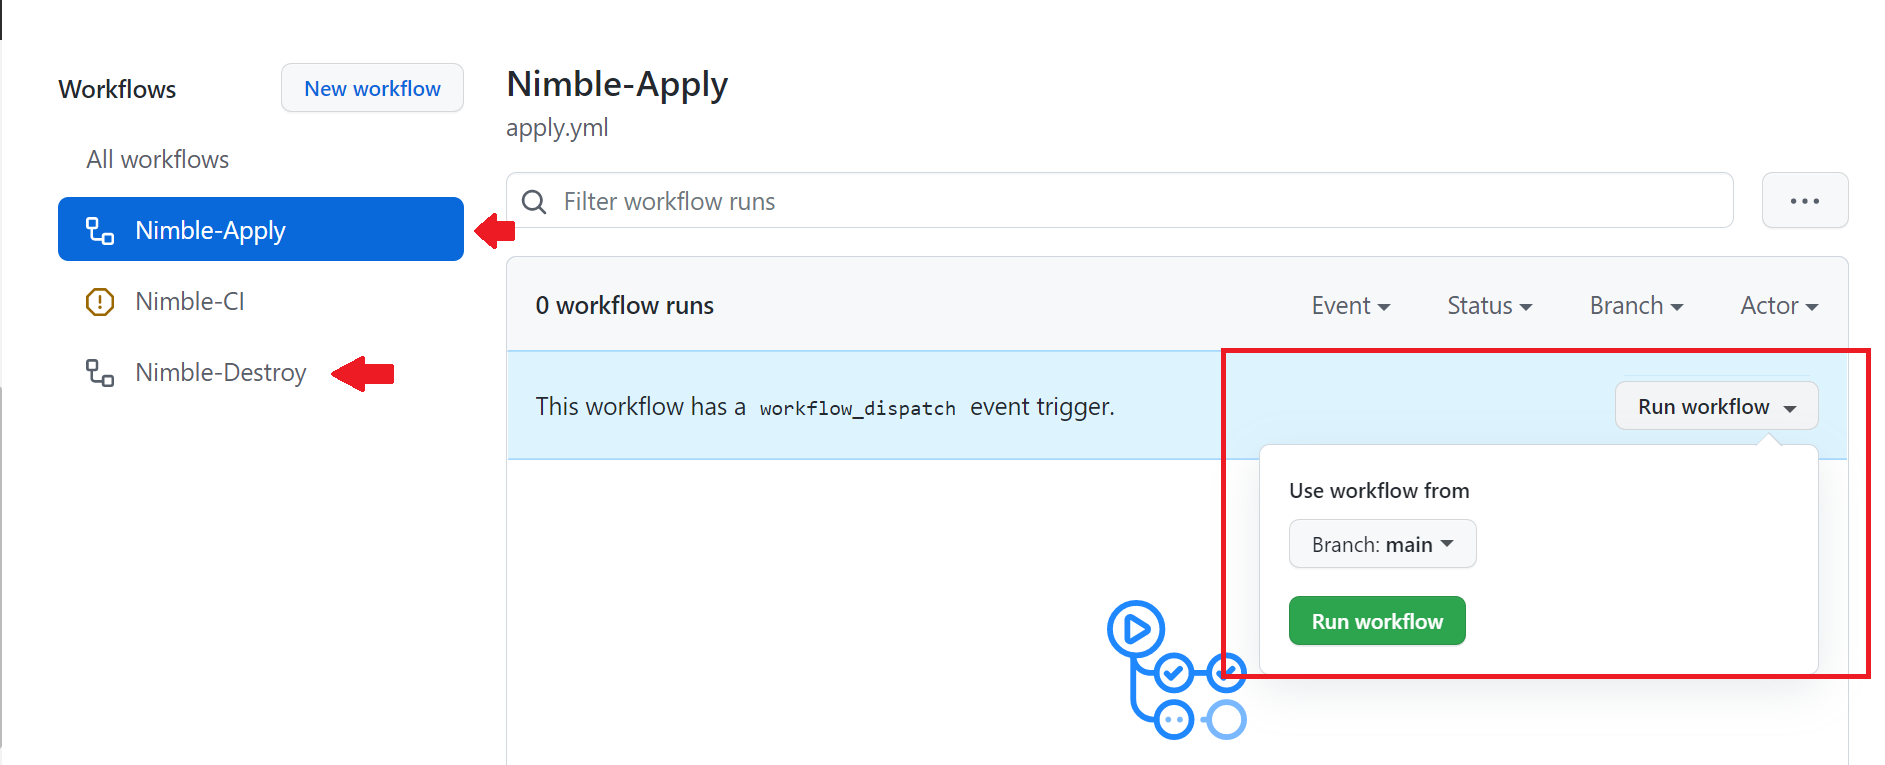 Workflows
New workflow
All workflows
Nimble-Apply
Nimble-CI
Nimble-Destroy
Nimble-Apply
apply.yml
Filter workflow runs
0 workflow runs
Event
Status
Branch
Actor
This workflow has a workflow_dispatch event trigger.
Run workflow
Use workflow from
Branch: main
Run workflow